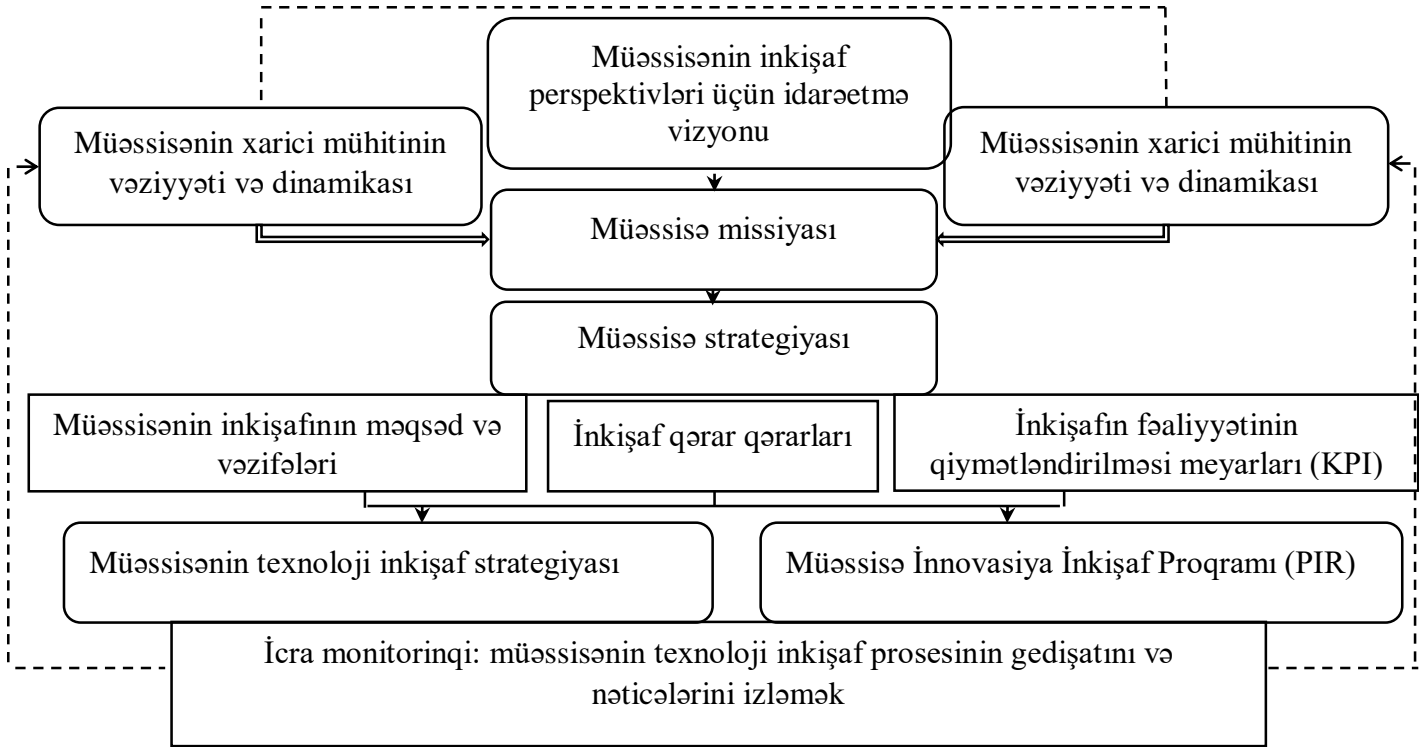 Müəssisənin inkişaf
perspektivləri üçün idarəetmə
vizyonu
Müəssisənin xarici mühitinin
vəziyyəti və dinamikası
Müəssisənin xarici mühitinin
vəziyyəti və dinamikası
Müəssisə missiyası
Müəssisə strategiyası
Müəssisənin inkişafının məqsəd və
vəzifələri
İnkişaf qərar qərarları
İnkişafın fəaliyyətinin
qiymətləndirilməsi meyarları (KPI)
Müəssisənin texnoloji inkişaf strategiyası
Müəssisə İnnovasiya İnkişaf Proqramı (PIR)
İcra monitorinqi: müəssisənin texnoloji inkişaf prosesinin gedişatını və
nəticələrini izləmək